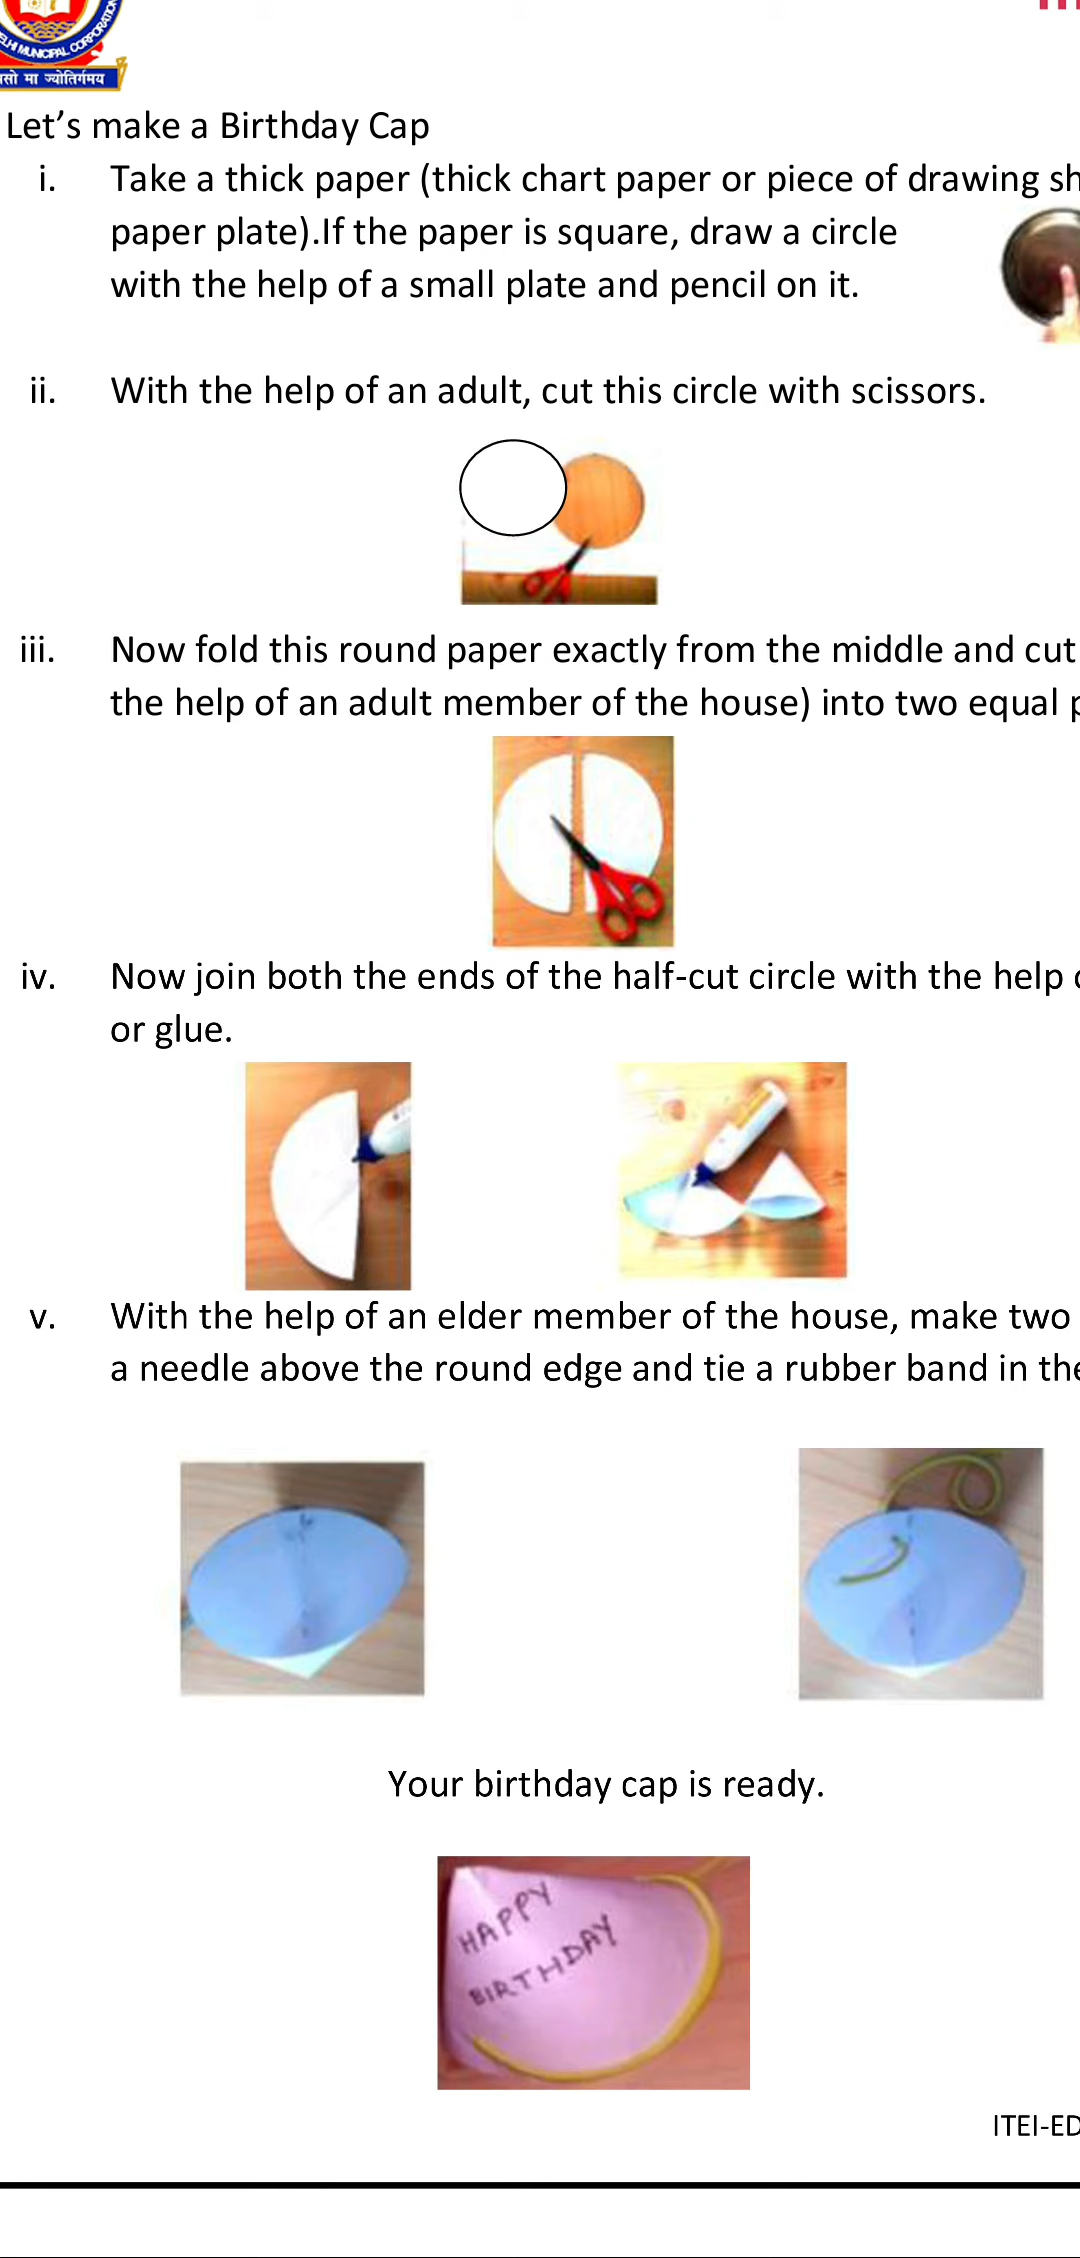 DELHI MUNICIPAL CORPORATION
मा ज्योतिर्गमय
Let’s make a Birthday Cap
i. Take a thick paper (thick chart paper or piece of drawing sh
paper plate).If the paper is square, draw a circle
with the help of a small plate and pencil on it.
ii. With the help of an adult, cut this circle with scissors.
iii. Now fold this round paper exactly from the middle and cut
the help of an adult member of the house) into two equal p
iv. Now join both the ends of the half-cut circle with the help
or glue.
v. With the help of an elder member of the house, make two
a needle above the round edge and tie a rubber band in the
Your birthday cap is ready.
HAPPY
BIRTHDAY
ITEI-ED